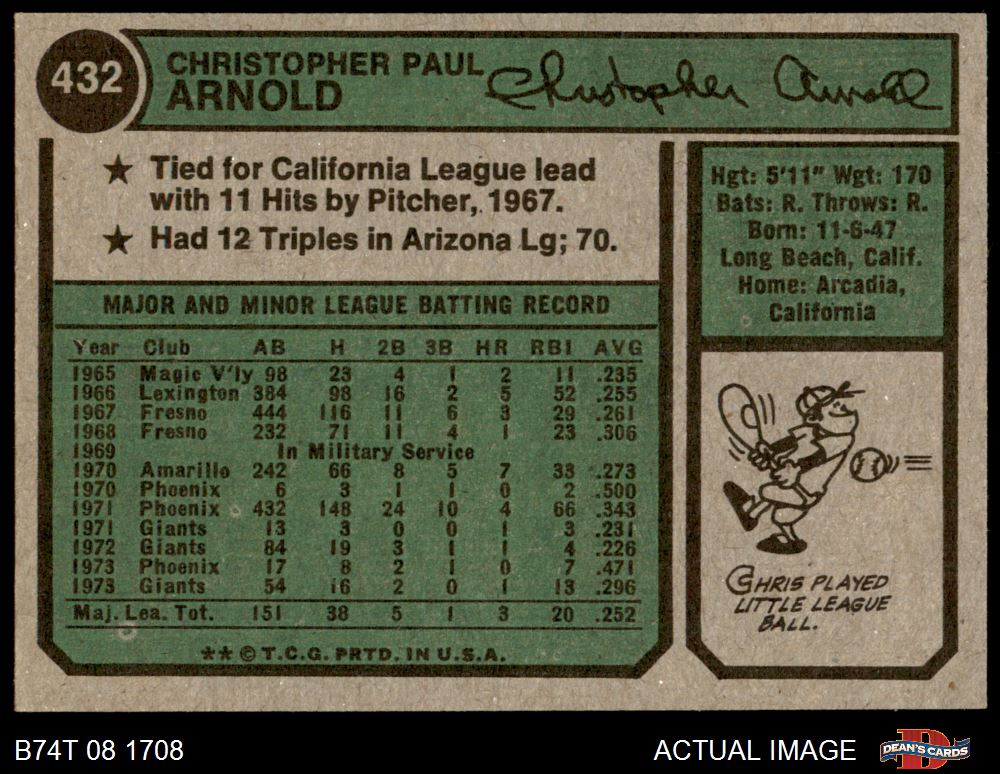 432
CHRISTOPHER PAUL
ARNOLD
Christopher Arnold
★ Tied for California League lead
with 11 Hits by Pitcher, 1967.
★ Had 12 Triples in Arizona Lg; 70.
Hgt: 5'11" Wgt: 170
Bats: R. Throws: R.
Born: 11-6-47
Long Beach, Calif.
Home: Arcadia,
California
MAJOR AND MINOR LEAGUE BATTING RECORD
Year Club AB H 2B 3B HR RBI AVG
1965 Magic V'ly 98 23 4 1 2 11 .235
1966 Lexington 384 98 16 2 5 52 .255
1967 Fresno 444 116 11 6 3 29 .261
1968 Fresno 232 71 11 4 1 23 .306
1969 In Military Service
1970 Amarillo 242 66 8 5 7 33 .273
1970 Phoenix 6 3 1 1 0 2 .500
1971 Phoenix 432 148 24 10 4 66 .343
1971 Giants 13 3 0 0 1 3 .231
1972 Giants 84 19 3 1 1 4 .226
1973 Phoenix 17 8 2 1 0 7 .471
1973 Giants 54 16 2 0 1 13 .296
Maj. Lea. Tot. 151 38 5 1 3 20 .252
** © T.C.G. PRTD. IN U.S.A.
CHRIS PLAYED
LITTLE LEAGUE
BALL.
B74T 08 1708
ACTUAL IMAGE
DEAN'S CARDS